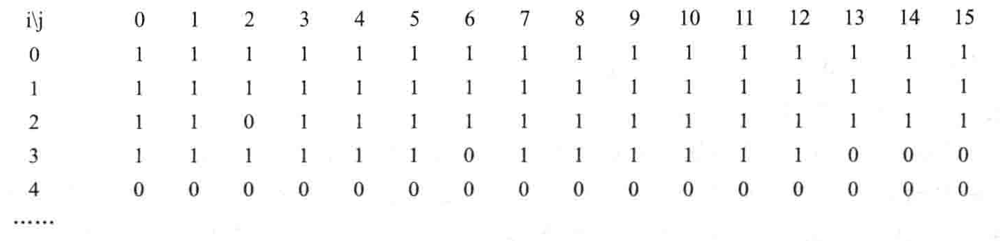 i\j 0 1 2 3 4 5 6 7 8 9 10 11 12 13 14 15
0 1 1 1 1 1 1 1 1 1 1 1 1 1 1 1 1
1 1 1 1 1 1 1 1 1 1 1 1 1 1 1 1 1
2 1 1 0 1 1 1 1 1 1 1 1 1 1 1 1 1
3 1 1 1 1 1 1 0 1 1 1 1 1 1 0 0 0
4 0 0 0 0 0 0 0 0 0 0 0 0 0 0 0 0
……